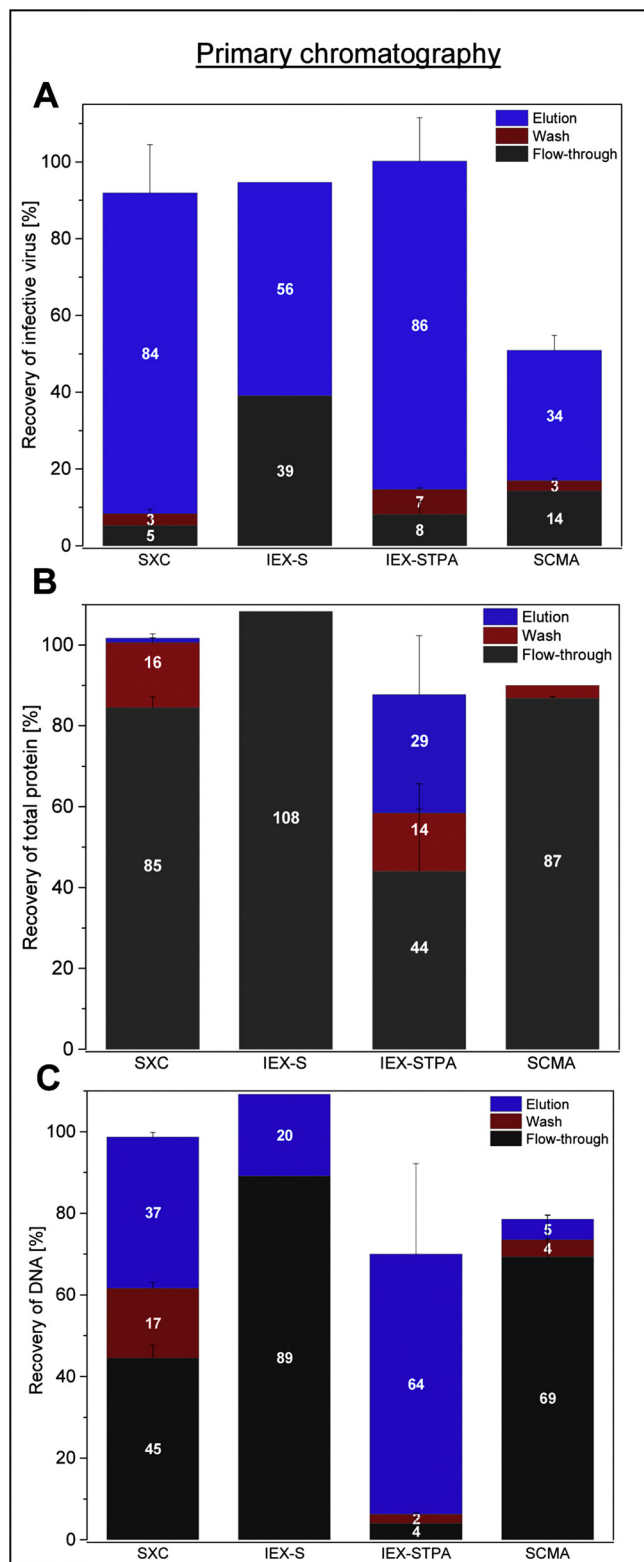 Primary chromatography
A
Elution
Wash
Flow-through
Recovery of infective virus [%]
100
80
60
40
20
0
84
3
5
56
39
86
7
8
34
3
14
SXC IEX-S IEX-STPA SCMA
B
Elution
Wash
Flow-through
Recovery of total protein [%]
100
80
60
40
20
0
16
85
108
29
14
44
87
SXC IEX-S IEX-STPA SCMA
C
Elution
Wash
Flow-through
Recovery of DNA [%]
100
80
60
40
20
0
37
17
45
20
89
64
2
4
5
4
69
SXC IEX-S IEX-STPA SCMA